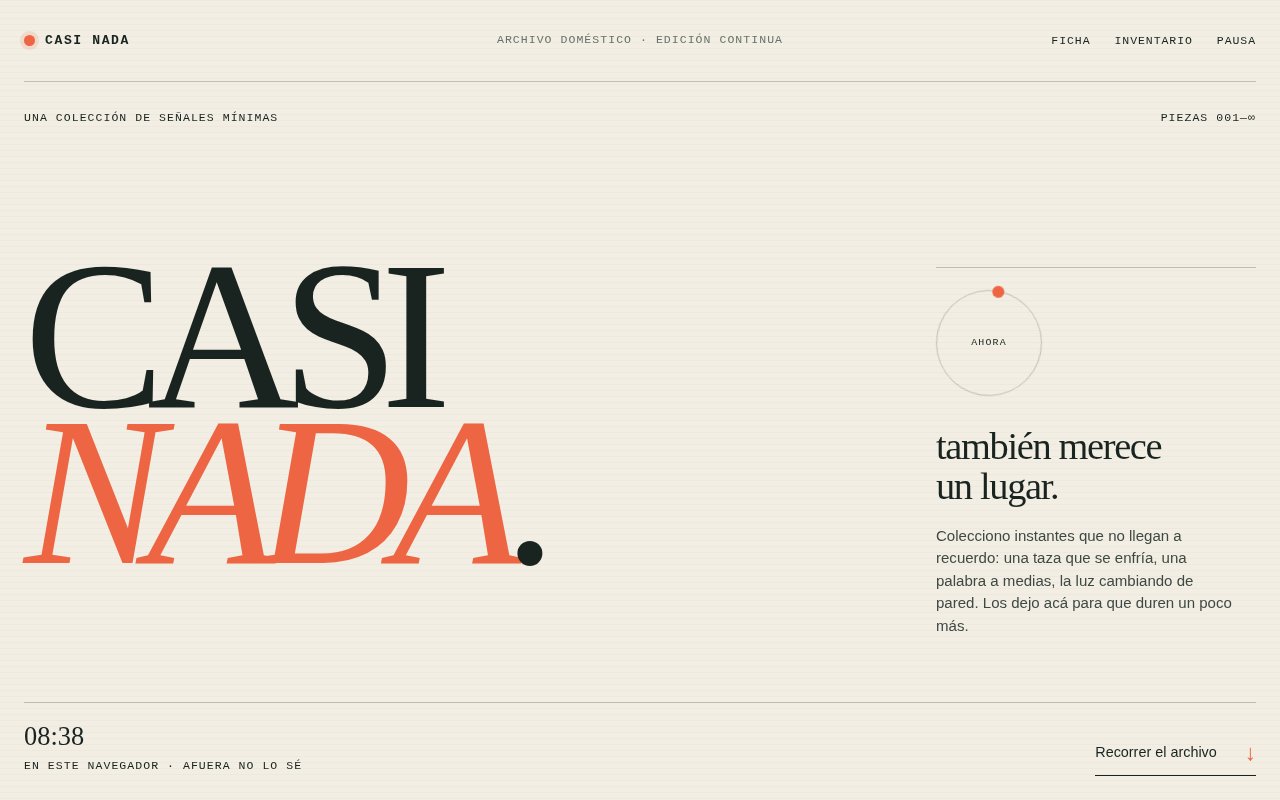 CASI NADA
ARCHIVO DOMÉSTICO · EDICIÓN CONTINUA
FICHA
INVENTARIO
PAUSA
UNA COLECCIÓN DE SEÑALES MÍNIMAS
PIEZAS 001—∞
CASI
NADA.
AHORA
también merece
un lugar.
Colecciono instantes que no llegan a
recuerdo: una taza que se enfría, una
palabra a medias, la luz cambiando de
pared. Los dejo acá para que duren un poco
más.
08:38
EN ESTE NAVEGADOR · AFUERA NO LO SÉ
Recorrer el archivo ↓